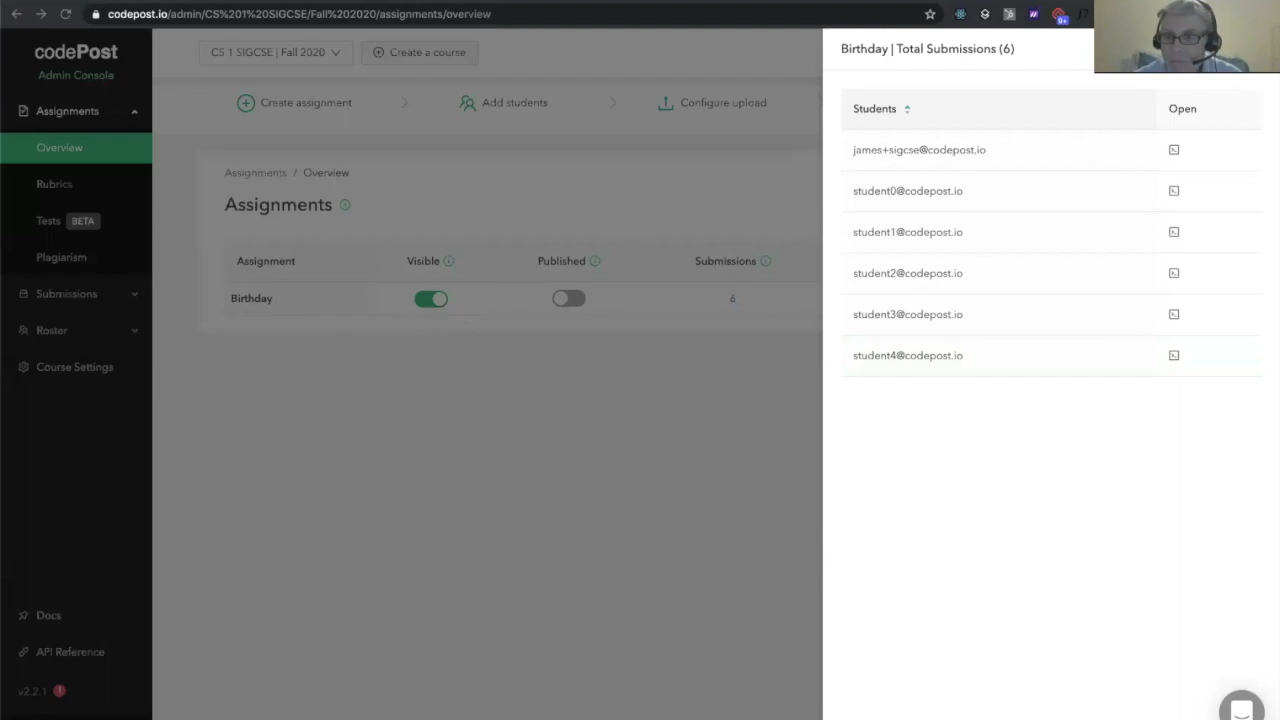 codepost.io/admin/CS%201%20SIGCSE/Fall%202020/assignments/overview
9+
f?
codePost
Admin Console
Assignments
Overview
Rubrics
Tests BETA
Plagiarism
Submissions
Roster
Course Settings
Docs
API Reference
v2.2.1 !
CS 1 SIGCSE | Fall 2020
Create a course
Create assignment
Add students
Configure upload
Assignments / Overview
Assignments
Assignment Visible Published Submissions
Birthday 6
Birthday | Total Submissions (6)
Students Open
james+sigcse@codepost.io
student0@codepost.io
student1@codepost.io
student2@codepost.io
student3@codepost.io
student4@codepost.io